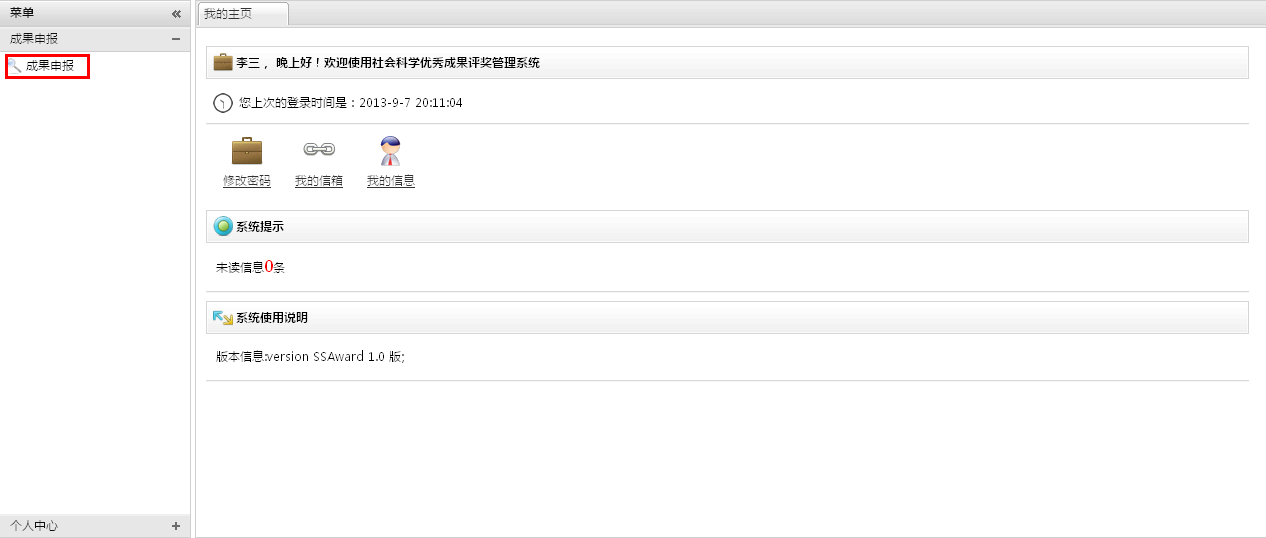 菜单
成果申报
成果申报
个人中心
我的主页
李三 ，晚上好！欢迎使用社会科学优秀成果评奖管理系统
您上次的登录时间是：2013-9-7 20:11:04
修改密码 我的信箱 我的信息
系统提示
未读信息0条
系统使用说明
版本信息:version SSAward 1.0 版;